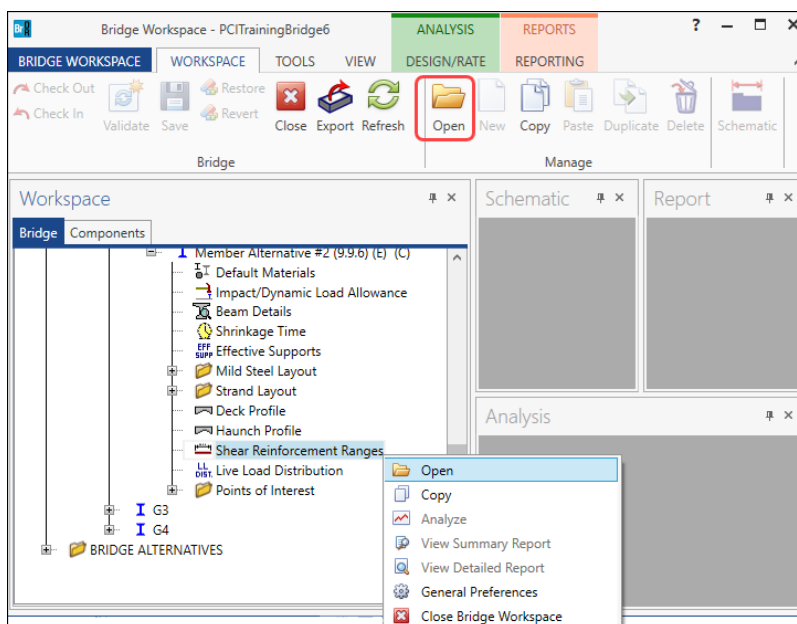 Br
Bridge Workspace - PCITrainingBridge6
ANALYSIS
REPORTS
?
BRIDGE WORKSPACE
WORKSPACE
TOOLS
VIEW
DESIGN/RATE
REPORTING
Check Out
Check In
Validate
Save
Restore
Revert
Close
Export
Refresh
Open
New
Copy
Paste
Duplicate
Delete
Schematic
Bridge
Manage
Workspace
Schematic
Report
Bridge
Components
Member Alternative #2 (9.9.6) (E) (C)
Default Materials
Impact/Dynamic Load Allowance
Beam Details
Shrinkage Time
EFF
SUPP
Effective Supports
Mild Steel Layout
Strand Layout
Deck Profile
Haunch Profile
Shear Reinforcement Ranges
LL
DIST.
Live Load Distribution
Points of Interest
G3
G4
BRIDGE ALTERNATIVES
Analysis
Open
Copy
Analyze
View Summary Report
View Detailed Report
General Preferences
Close Bridge Workspace